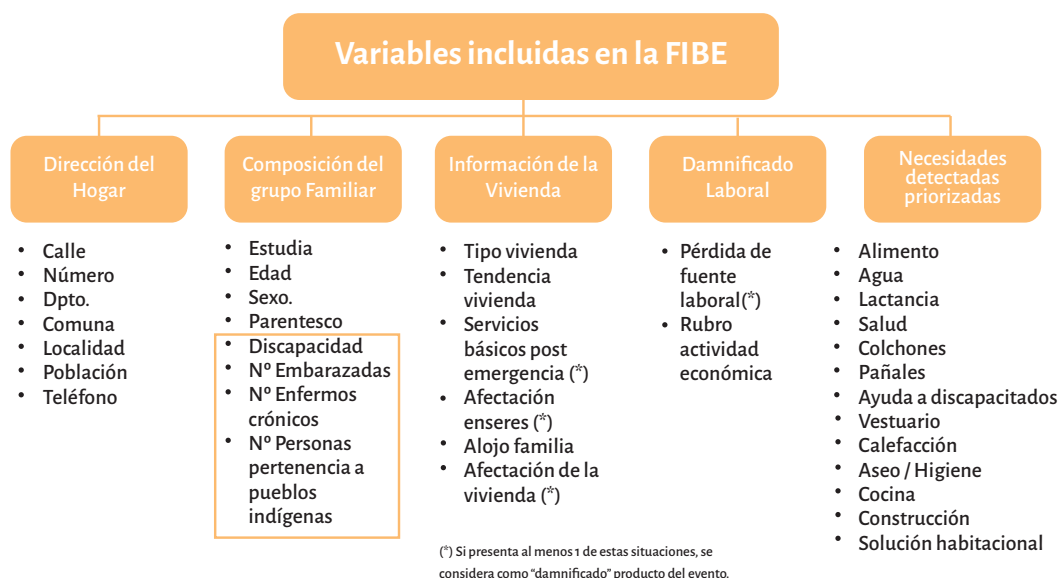 Variables incluidas en la FIBE
Dirección del
Hogar
• Calle
• Número
• Dpto.
• Comuna
• Localidad
• Población
• Teléfono
Composición del
grupo Familiar
• Estudia
• Edad
• Sexo.
• Parentesco
• Discapacidad
• Nº Embarazadas
• Nº Enfermos
crónicos
• Nº Personas
pertenencia a
pueblos
indígenas
Información de la
Vivienda
• Tipo vivienda
• Tendencia
vivienda
• Servicios
básicos post
emergencia (*)
• Afectación
enseres (*)
• Alojo familia
• Afectación de la
vivienda (*)
Damnificado
Laboral
• Pérdida de
fuente
laboral(*)
• Rubro
actividad
económica
Necesidades
detectadas
priorizadas
• Alimento
• Agua
• Lactancia
• Salud
• Colchones
• Pañales
• Ayuda a discapacitados
• Vestuario
• Calefacción
• Aseo / Higiene
• Cocina
• Construcción
• Solución habitacional
(*) Si presenta al menos 1 de estas situaciones, se
considera como “damnificado” producto del evento.